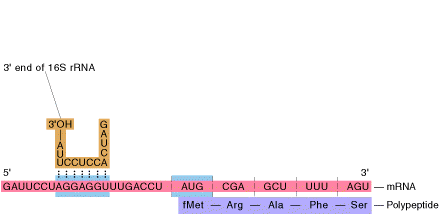 3' end of 16S rRNA
3'OH
A
U
UCCUCC
A
C
U
A
G
5'
3'
GAUUCCUAGGAGGUUUGACCU AUG CGA GCU UUU AGU — mRNA
fMet — Arg — Ala — Phe — Ser — Polypeptide